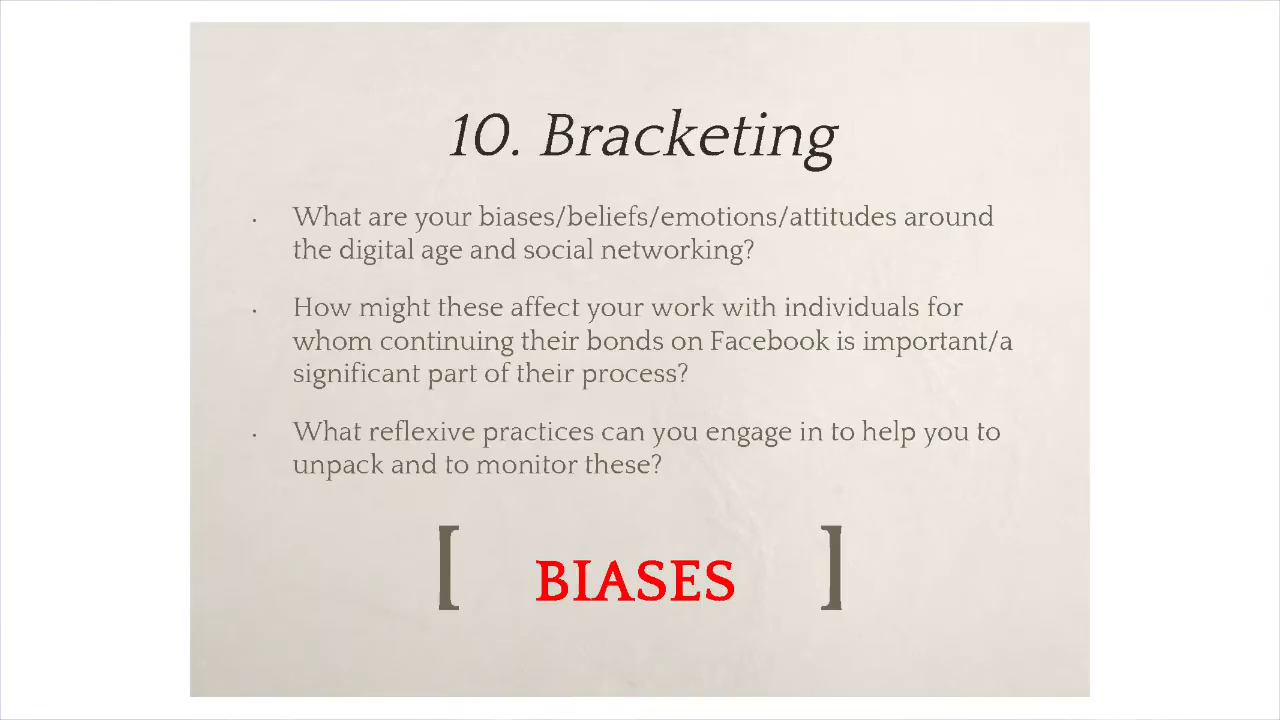 10. Bracketing
• What are your biases/beliefs/emotions/attitudes around
the digital age and social networking?
• How might these affect your work with individuals for
whom continuing their bonds on Facebook is important/a
significant part of their process?
• What reflexive practices can you engage in to help you to
unpack and to monitor these?
[ BIASES ]